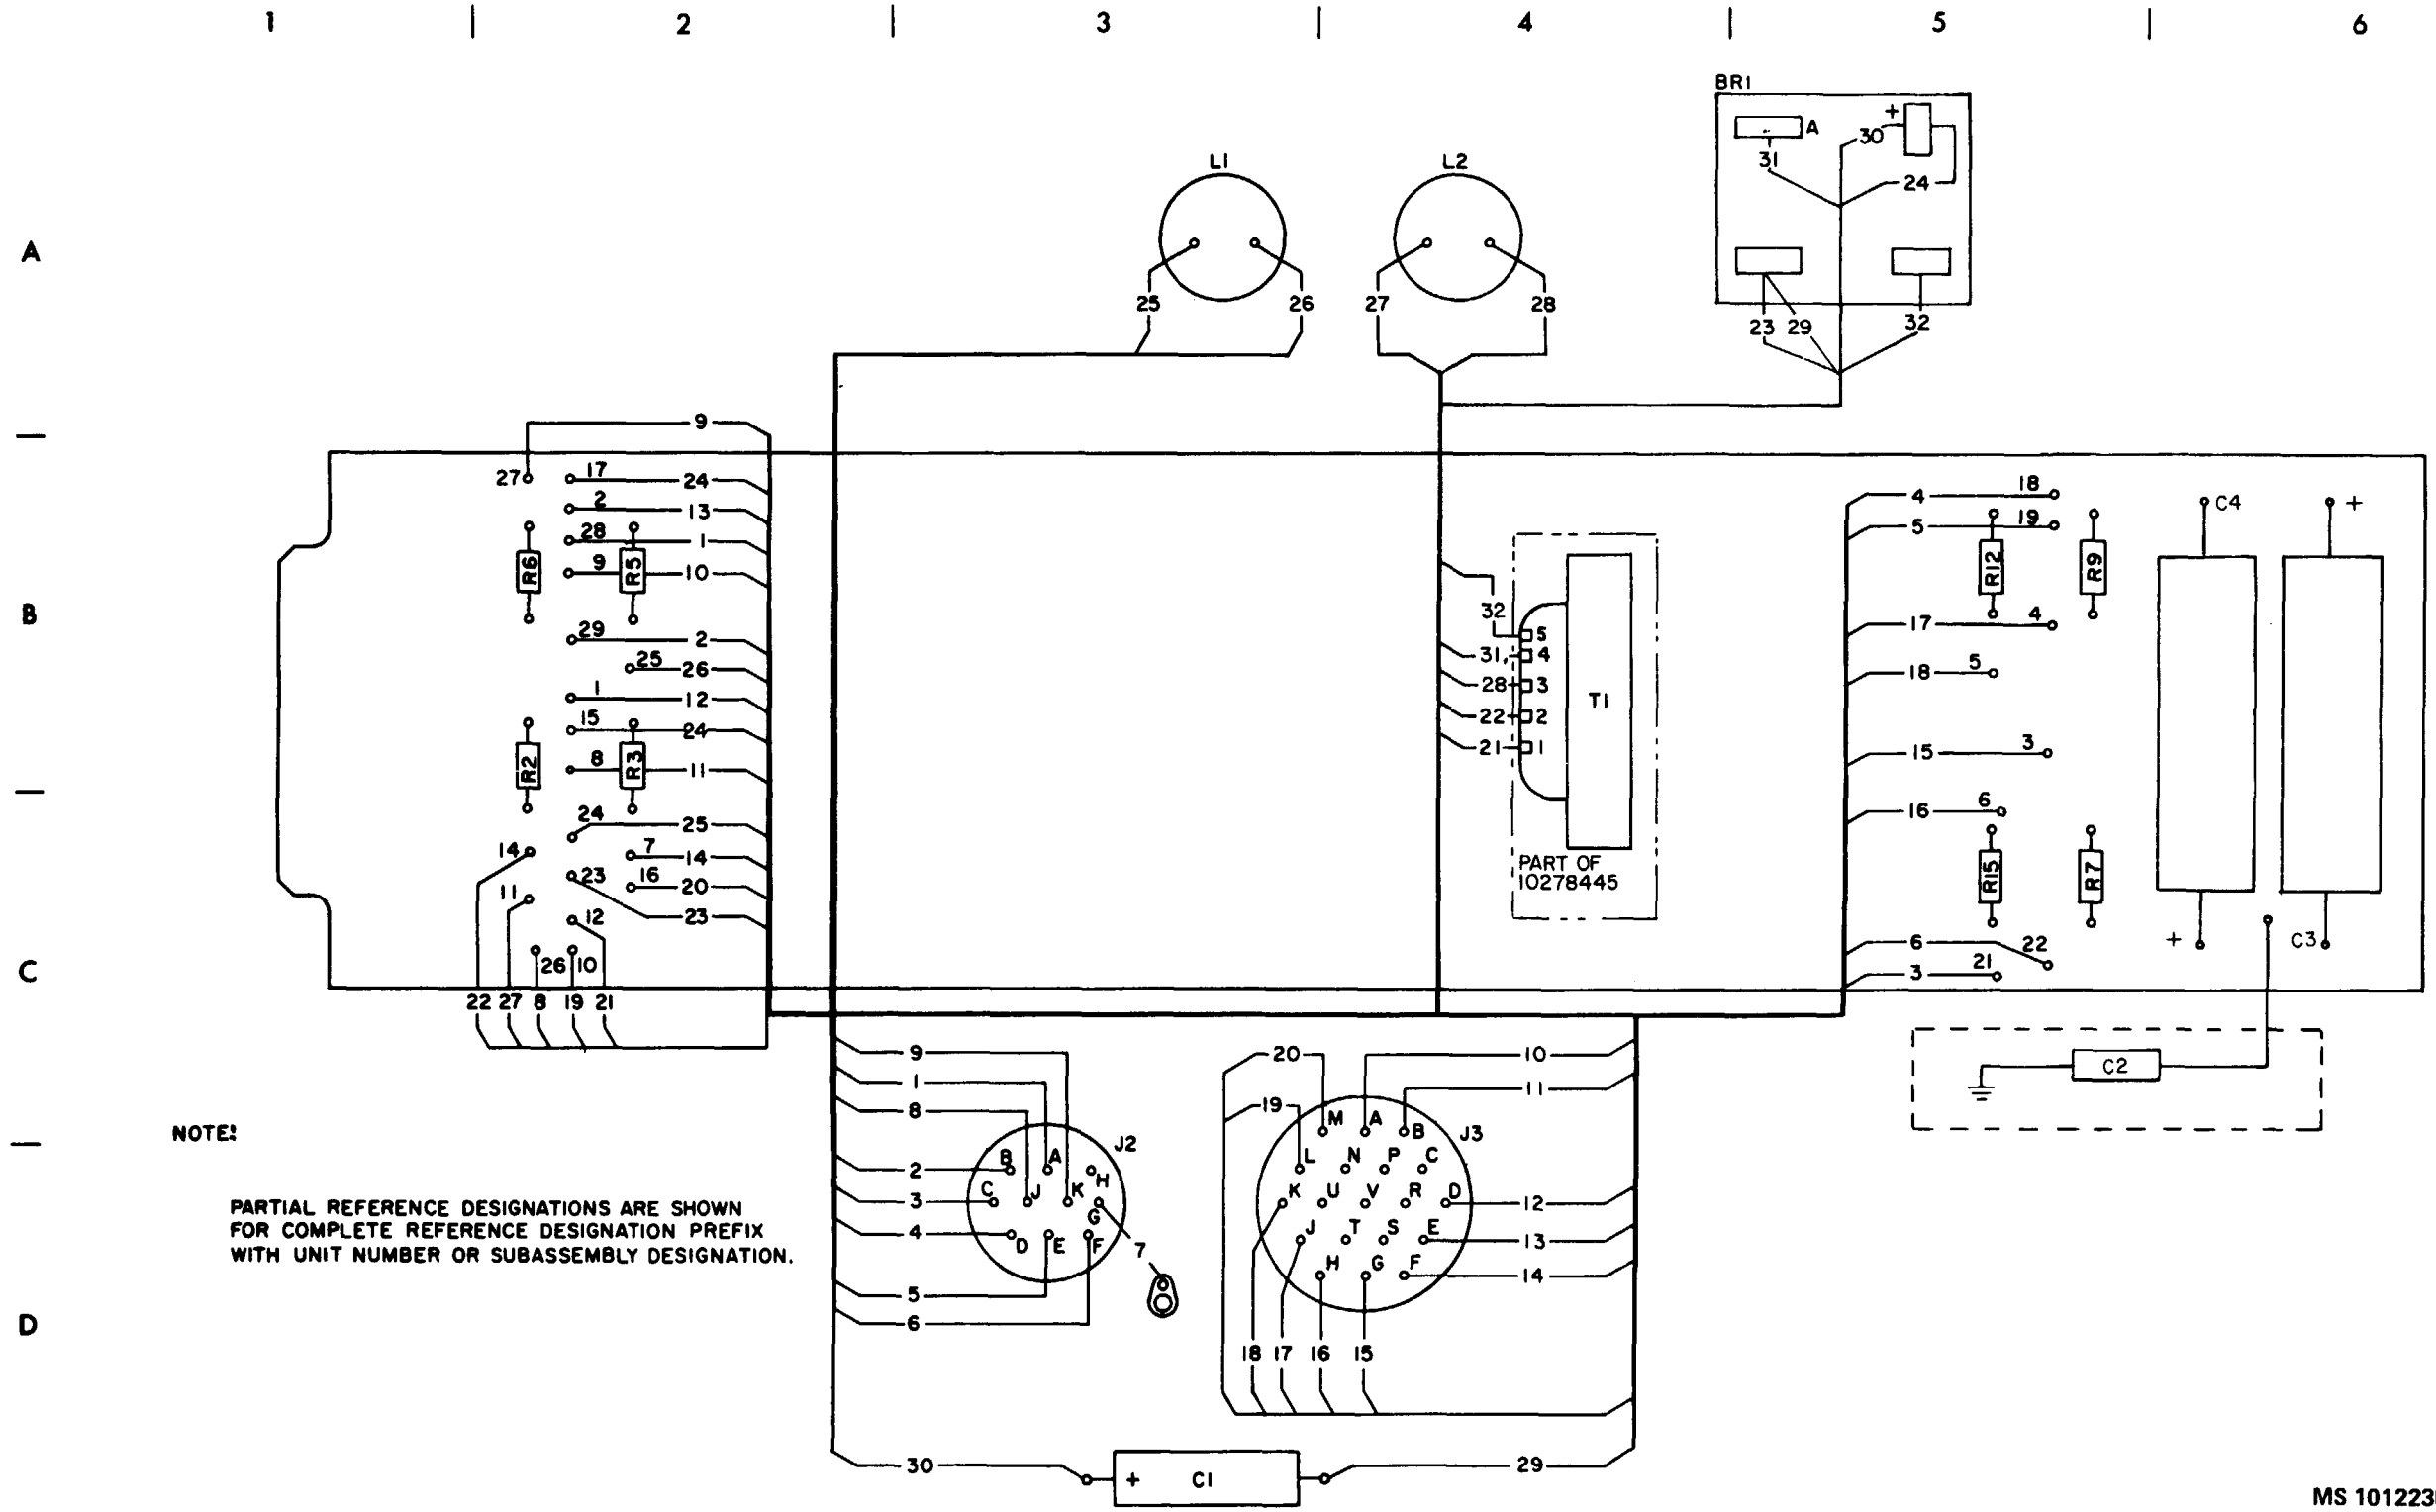 1 | 2 | 3 | 4 | 5 | 6
BR1
+
A
30
31
24
L1
L2
A
25
26
27
28
23 29
32
9
27
17
24
2
13
28
1
R6
9
R5
10
B
29
2
25
26
1
12
15
24
R2
8
R3
11
24
25
14
7
14
23
16
20
11
23
12
26
10
22 27 8 19 21
32
5
31
4
28
3
22
2
21
1
T1
PART OF
10278445
4
18
5
19
R12
R9
17
4
18
5
15
3
16
6
R15
R7
6
22
3
21
C4
+
+
C3
C
C2
9
1
8
2
3
4
5
6
J2
B
A
H
C
J
K
G
D
E
F
7
20
10
11
19
M
A
B
J3
L
N
P
C
K
U
V
R
D
12
J
T
S
E
13
H
G
F
14
18 17 16 15
NOTE:
PARTIAL REFERENCE DESIGNATIONS ARE SHOWN
FOR COMPLETE REFERENCE DESIGNATION PREFIX
WITH UNIT NUMBER OR SUBASSEMBLY DESIGNATION.
D
30
+
C1
29
MS 101223